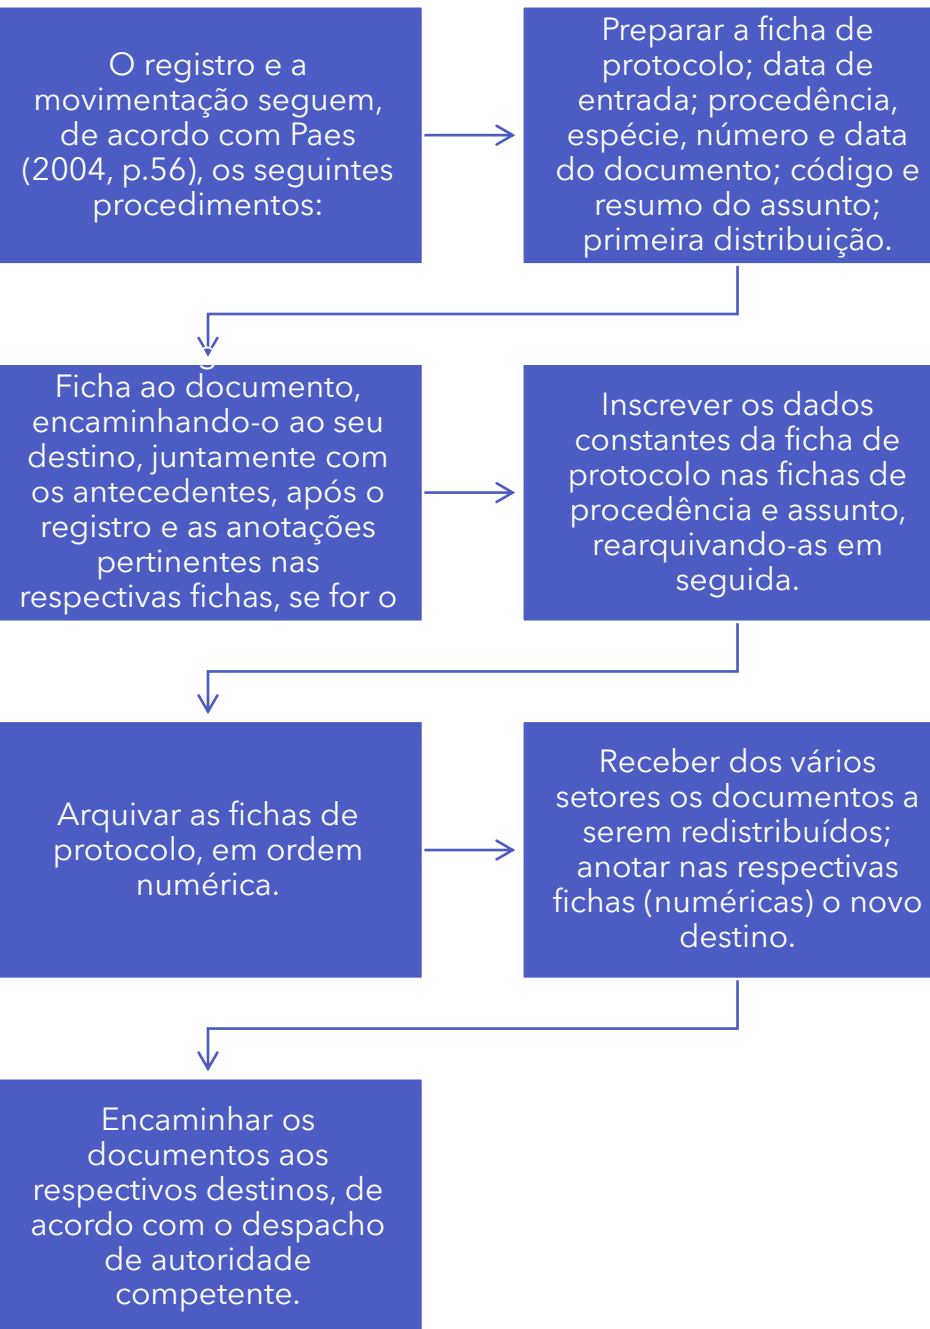 O registro e a
movimentação seguem,
de acordo com Paes
(2004, p.56), os seguintes
procedimentos:
Preparar a ficha de
protocolo; data de
entrada; procedência,
espécie, número e data
do documento; código e
resumo do assunto;
primeira distribuição.
Ficha ao documento,
encaminhando-o ao seu
destino, juntamente com
os antecedentes, após o
registro e as anotações
pertinentes nas
respectivas fichas, se for o
Inscrever os dados
constantes da ficha de
protocolo nas fichas de
procedência e assunto,
rearquivando-as em
seguida.
Arquivar as fichas de
protocolo, em ordem
numérica.
Receber dos vários
setores os documentos a
serem redistribuídos;
anotar nas respectivas
fichas (numéricas) o novo
destino.
Encaminhar os
documentos aos
respectivos destinos, de
acordo com o despacho
de autoridade
competente.